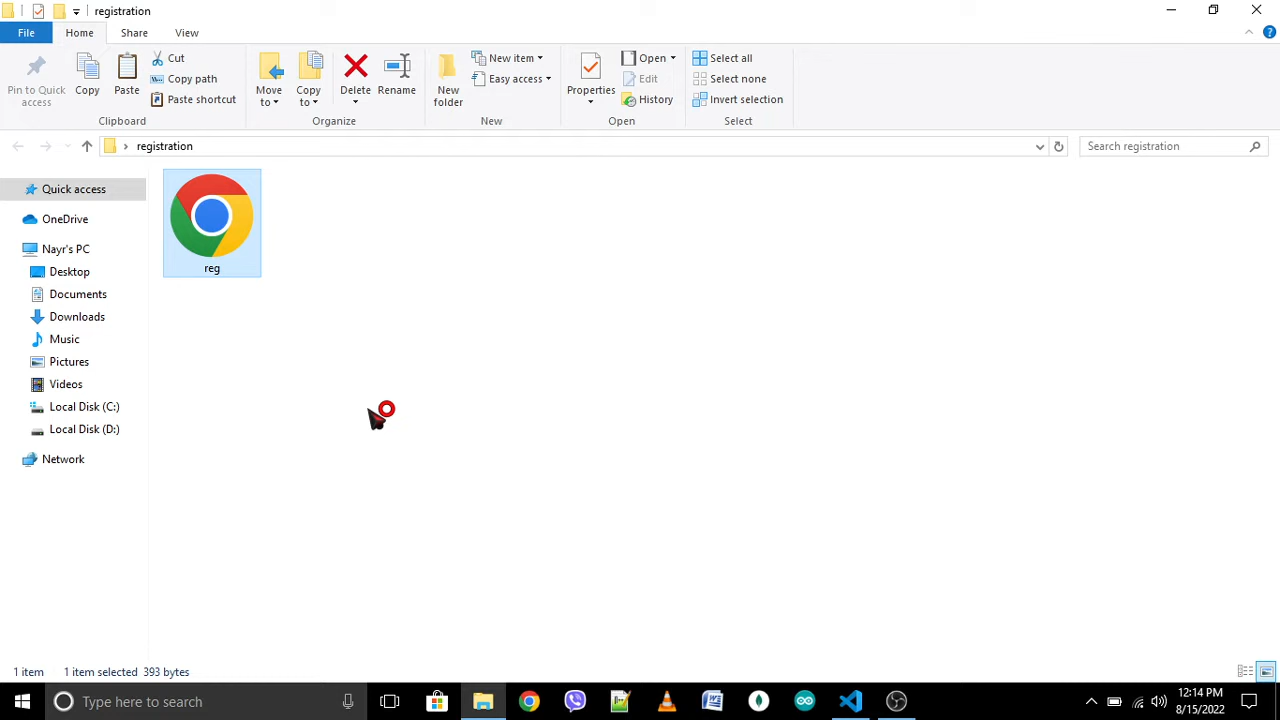 registration
File Home Share View
Pin to Quick access
Copy
Paste
Cut
Copy path
Paste shortcut
Clipboard
Move to
Copy to
Delete
Rename
Organize
New folder
New item
Easy access
New
Properties
Open
Edit
History
Open
Select all
Select none
Invert selection
Select
registration
Search registration
Quick access
OneDrive
Nayr's PC
Desktop
Documents
Downloads
Music
Pictures
Videos
Local Disk (C:)
Local Disk (D:)
Network
reg
1 item 1 item selected 393 bytes
Type here to search
12:14 PM
8/15/2022